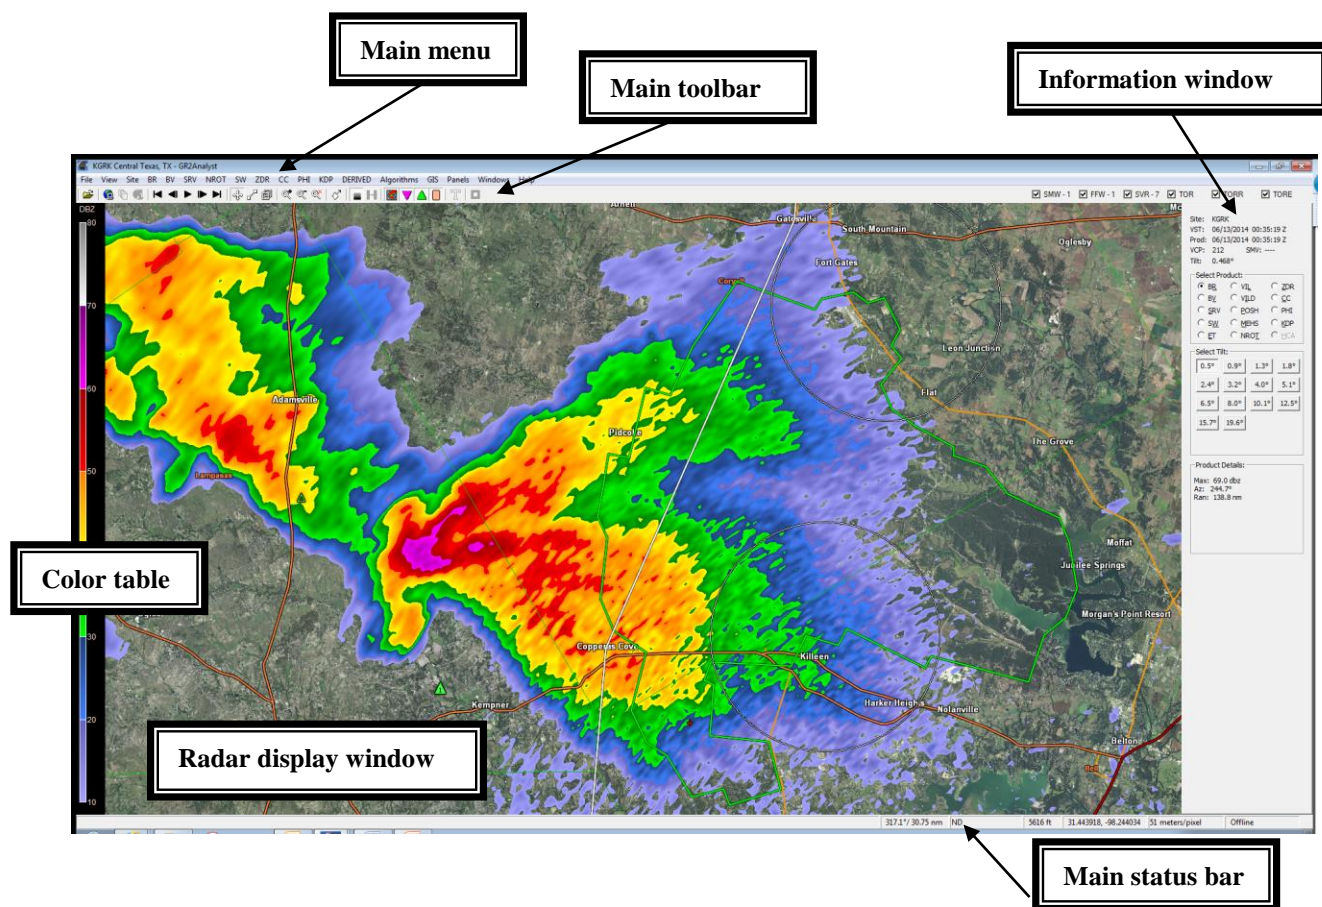 Main menu
Main toolbar
Information window
KGRK Central Texas, TX - GR2Analyst
File View Site BR BV SRV NROT SW ZDR CC PHI KDP DERIVED Algorithms GIS Panels Windows Help
SMW - 1 FFW - 1 SVR - 7 TOR TORR TORE
DBZ
80
70
60
50
30
20
10
Gatesville
South Mountain
Oglesby
Fort Gates
Coryell
Leon Junction
Flat
Adamsville
Pidcoke
The Grove
Lampasas
Moffat
Jubilee Springs
Morgan's Point Resort
Copperas Cove
Killeen
Kempner
Harker Heights
Nolanville
Belton
Bell
Site: KGRK
VST: 06/13/2014 00:35:19 Z
Prod: 06/13/2014 00:35:19 Z
VCP: 212 SMV: ----
Tilt: 0.468°
Select Product:
BR VIL ZDR
BV VILD CC
SRV POSH PHI
SW MEHS KDP
ET NROT HCA
Select Tilt:
0.5° 0.9° 1.3° 1.8°
2.4° 3.2° 4.0° 5.1°
6.5° 8.0° 10.1° 12.5°
15.7° 19.6°
Product Details:
Max: 69.0 dbz
Az: 244.7°
Ran: 138.8 nm
Color table
Radar display window
317.1°/ 30.75 nm ND 5616 ft 31.443918, -98.244034 51 meters/pixel Offline
Main status bar